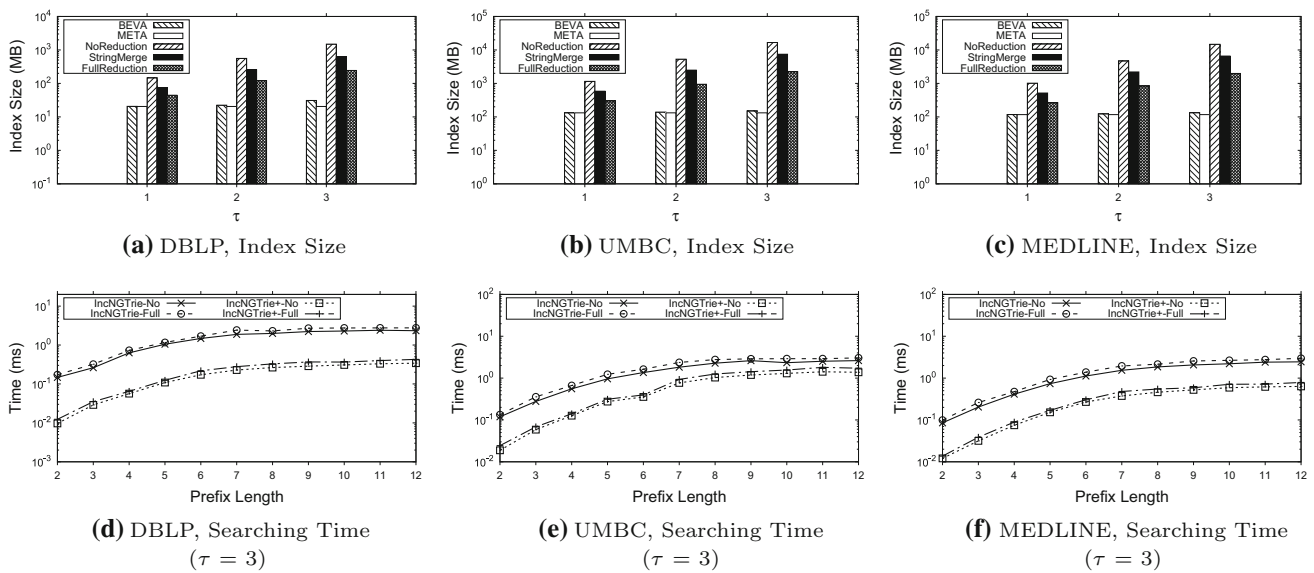 10^4
10^3
10^2
10^1
10^0
10^-1
Index Size (MB)
BEVA
META
NoReduction
StringMerge
FullReduction
1 2 3
τ
(a) DBLP, Index Size
10^5
10^4
10^3
10^2
10^1
10^0
Index Size (MB)
BEVA
META
NoReduction
StringMerge
FullReduction
1 2 3
τ
(b) UMBC, Index Size
10^5
10^4
10^3
10^2
10^1
10^0
Index Size (MB)
BEVA
META
NoReduction
StringMerge
FullReduction
1 2 3
τ
(c) MEDLINE, Index Size
10^1
10^0
10^-1
10^-2
10^-3
Time (ms)
IncNGTrie-No IncNGTrie+-No
IncNGTrie-Full IncNGTrie+-Full
2 3 4 5 6 7 8 9 10 11 12
Prefix Length
(d) DBLP, Searching Time
(τ = 3)
10^2
10^1
10^0
10^-1
10^-2
Time (ms)
IncNGTrie-No IncNGTrie+-No
IncNGTrie-Full IncNGTrie+-Full
2 3 4 5 6 7 8 9 10 11 12
Prefix Length
(e) UMBC, Searching Time
(τ = 3)
10^2
10^1
10^0
10^-1
10^-2
Time (ms)
IncNGTrie-No IncNGTrie+-No
IncNGTrie-Full IncNGTrie+-Full
2 3 4 5 6 7 8 9 10 11 12
Prefix Length
(f) MEDLINE, Searching Time
(τ = 3)